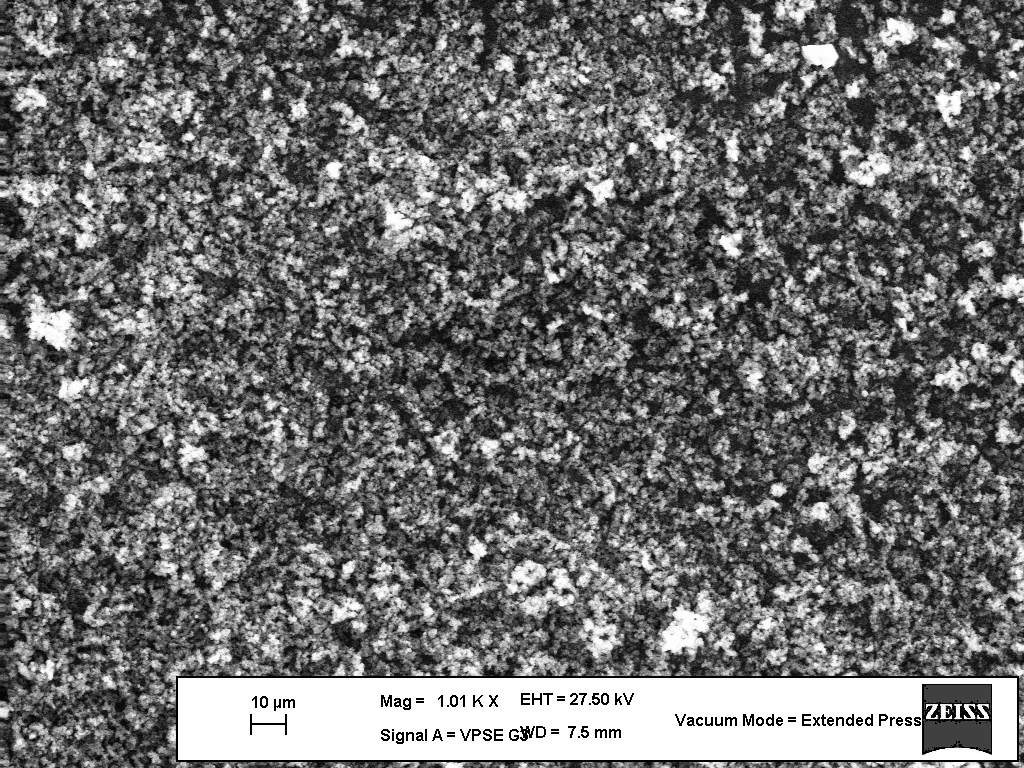 10 µm
Mag = 1.01 K X
EHT = 27.50 kV
Signal A = VPSE G3
WD = 7.5 mm
Vacuum Mode = Extended Press
ZEISS